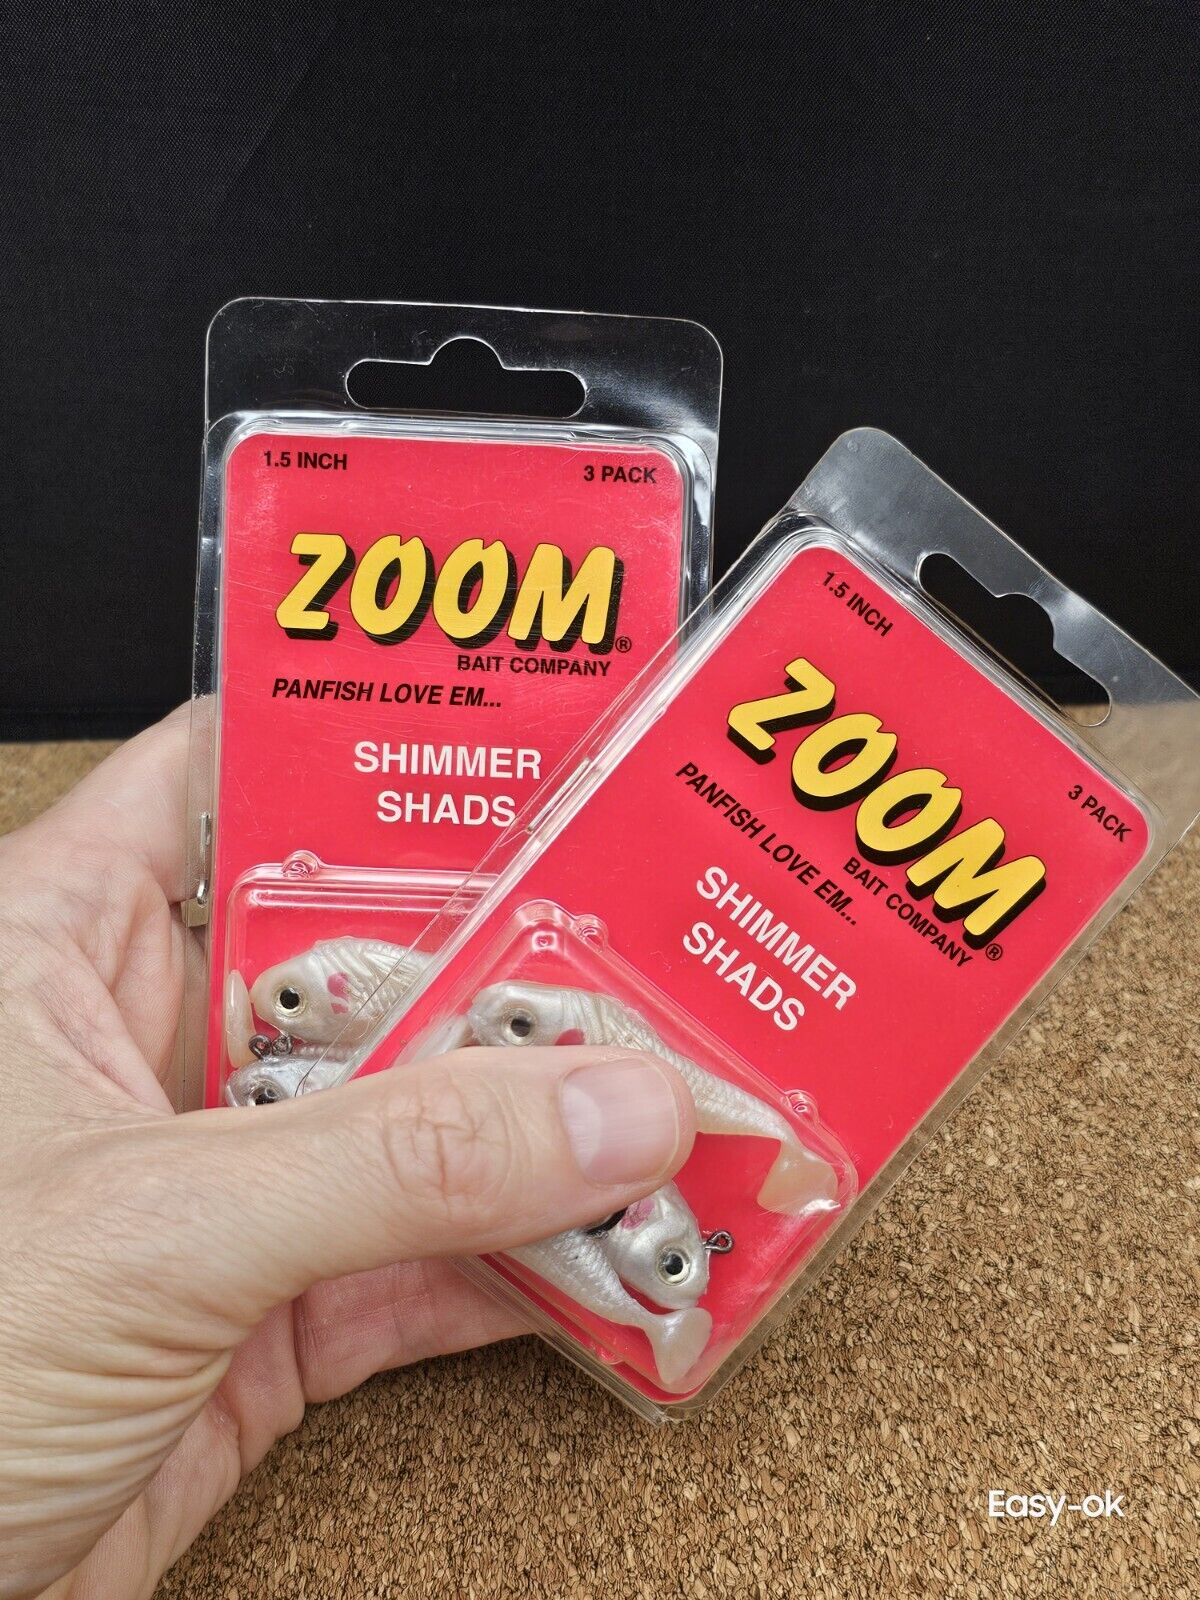 1.5 INCH 3 PACK
ZOOM®
BAIT COMPANY
PANFISH LOVE EM...
SHIMMER
SHADS
1.5 INCH 3 PACK
ZOOM®
BAIT COMPANY
PANFISH LOVE EM...
SHIMMER
SHADS
Easy-ok